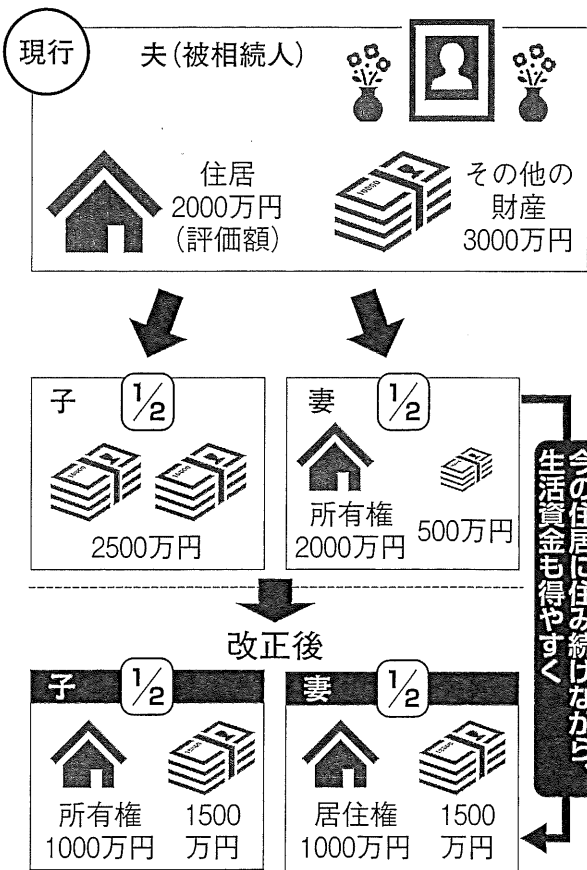 現行
夫(被相続人)
住居
2000万円
(評価額)
その他の
財産
3000万円
子
1/2
2500万円
妻
1/2
所有権
2000万円
500万円
今の住居に住み続けながら、
生活資金も得やすく
改正後
子
1/2
所有権
1000万円
1500
万円
妻
1/2
居住権
1000万円
1500
万円